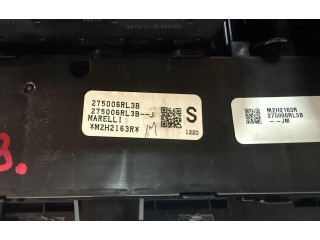 275006RL3B
275006RL3B--J
MARELLI
*M2H2163R*
S
1220
M2H2163R
275006RL3B
--JM